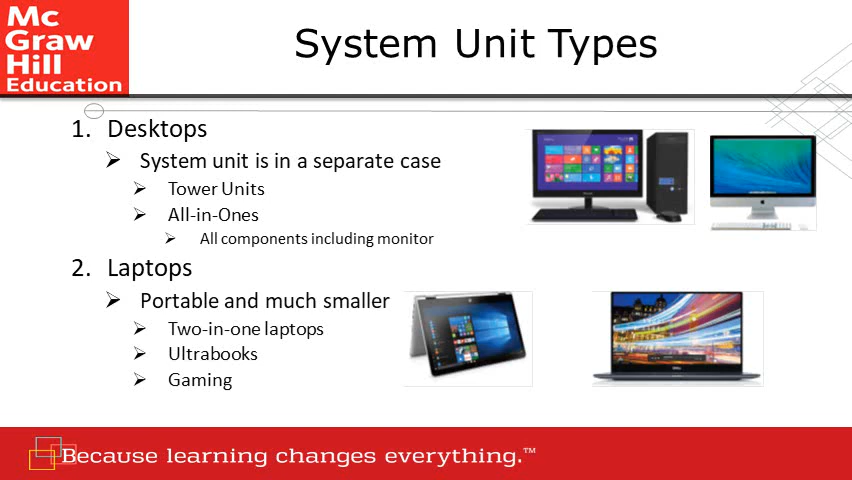 Mc
Graw
Hill
Education
System Unit Types
1. Desktops
➢ System unit is in a separate case
➢ Tower Units
➢ All-in-Ones
➢ All components including monitor
2. Laptops
➢ Portable and much smaller
➢ Two-in-one laptops
➢ Ultrabooks
➢ Gaming
Because learning changes everything.™